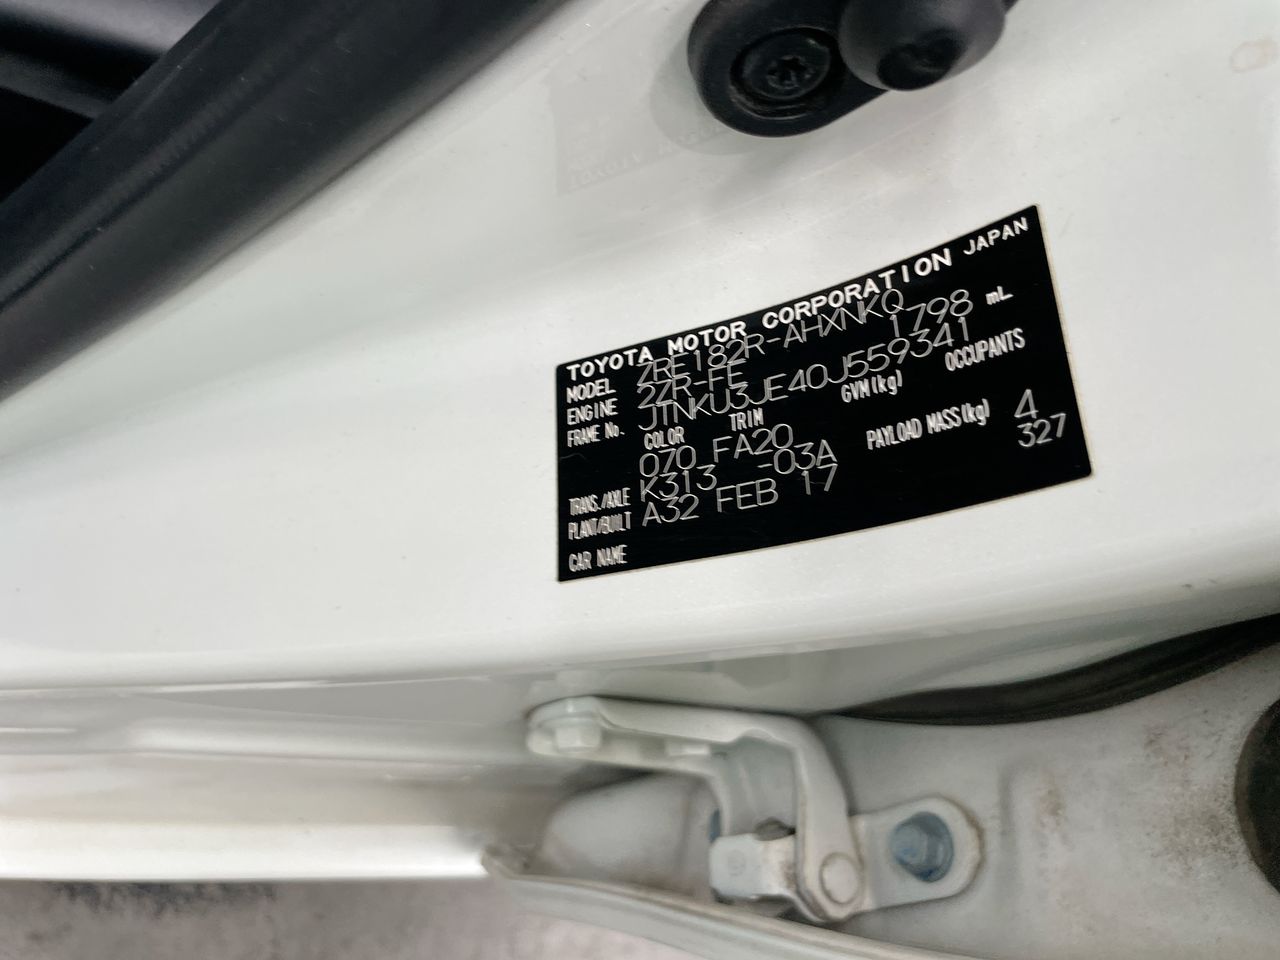 TOYOTA MOTOR CORPORATION JAPAN
MODEL ZRE182R-AHXNKQ
ENGINE 2ZR-FE 1798 mL
FRAME No. JTNKU3JE40J559341
COLOR TRIM GVM(kg) OCCUPANTS
070 FA20 PAYLOAD MASS(kg) 4
TRANS./AXLE K313 -03A 327
PLANT/BUILT A32 FEB 17
CAR NAME